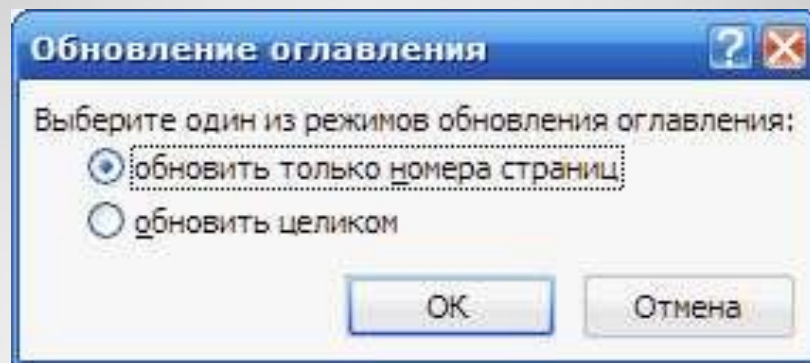 Обновление оглавления
Выберите один из режимов обновления оглавления:
обновить только номера страниц
обновить целиком
ОК Отмена